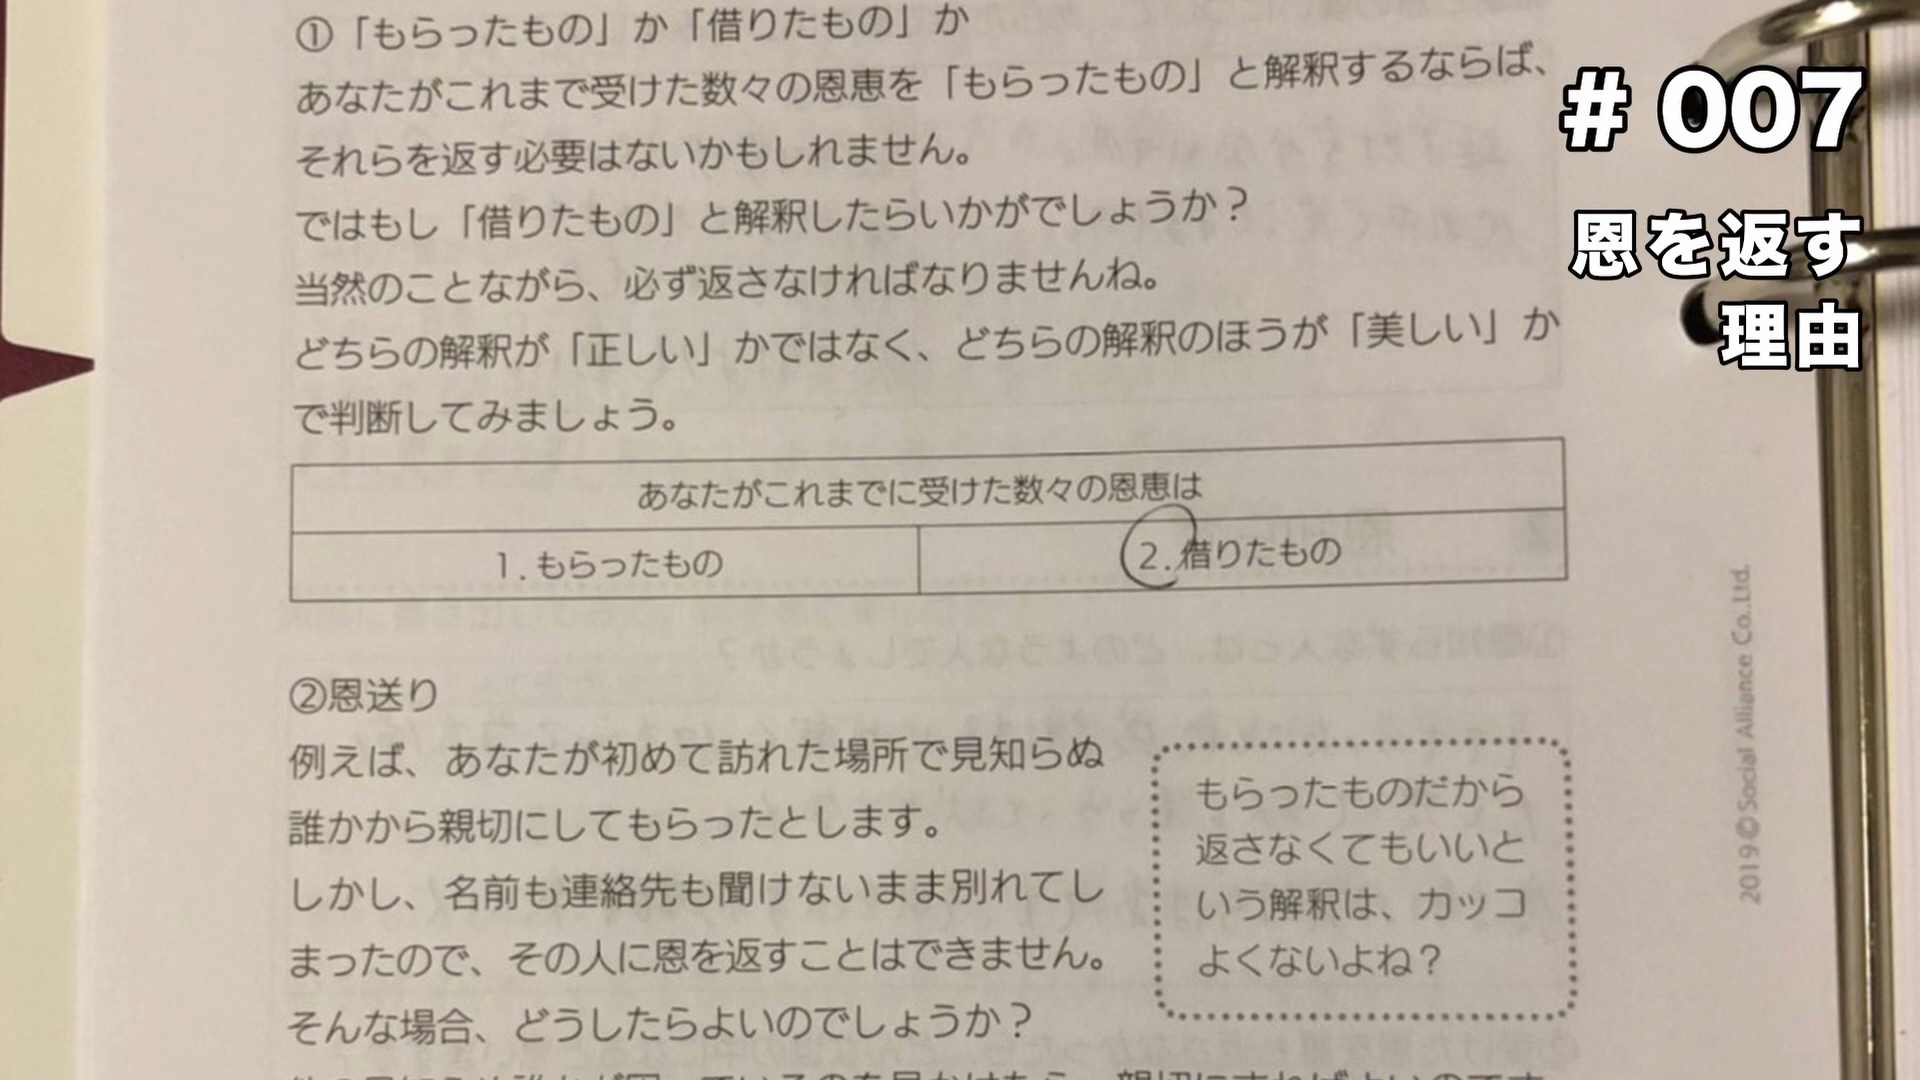 ①「もらったもの」か「借りたもの」か
あなたがこれまで受けた数々の恩恵を「もらったもの」と解釈するならば、
それらを返す必要はないかもしれません。
ではもし「借りたもの」と解釈したらいかがでしょうか？
当然のことながら、必ず返さなければなりませんね。
どちらの解釈が「正しい」かではなく、どちらの解釈のほうが「美しい」か
で判断してみましょう。
あなたがこれまでに受けた数々の恩恵は
1. もらったもの
2. 借りたもの
②恩送り
例えば、あなたが初めて訪れた場所で見知らぬ
誰かから親切にしてもらったとします。
しかし、名前も連絡先も聞けないまま別れてし
まったので、その人に恩を返すことはできません。
そんな場合、どうしたらよいのでしょうか？
もらったものだから
返さなくてもいいと
いう解釈は、カッコ
よくないよね？
2019 © Social Alliance Co.,Ltd.
# 007
恩を返す
理由